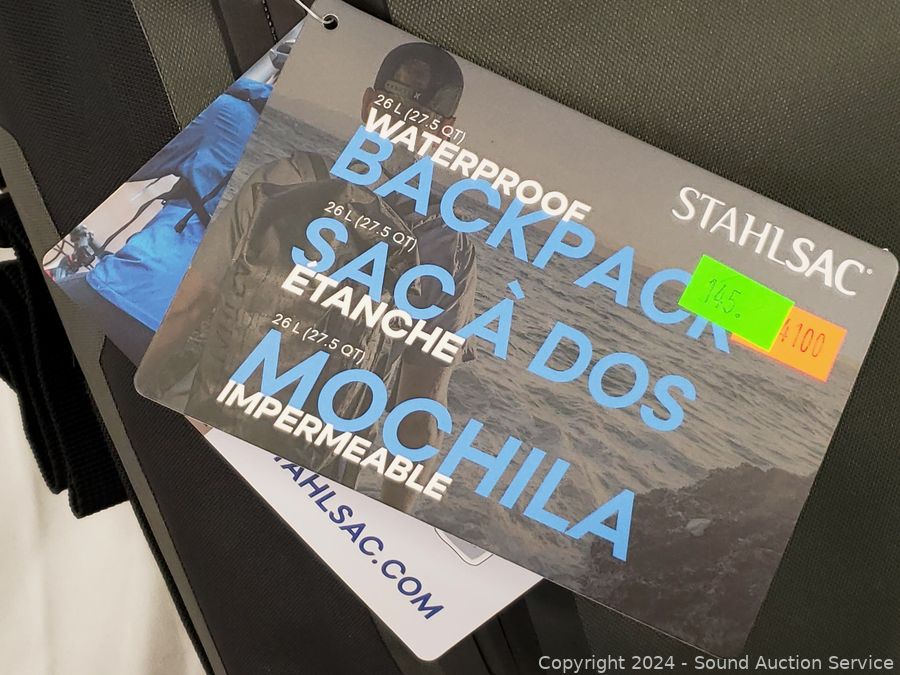 26 L (27.5 QT)
WATERPROOF
BACKPACK
STAHLSAC
145.
100
26 L (27.5 QT)
SAC À DOS
ETANCHE
26 L (27.5 QT)
MOCHILA
IMPERMEABLE
STAHLSAC.COM
Copyright 2024 - Sound Auction Service